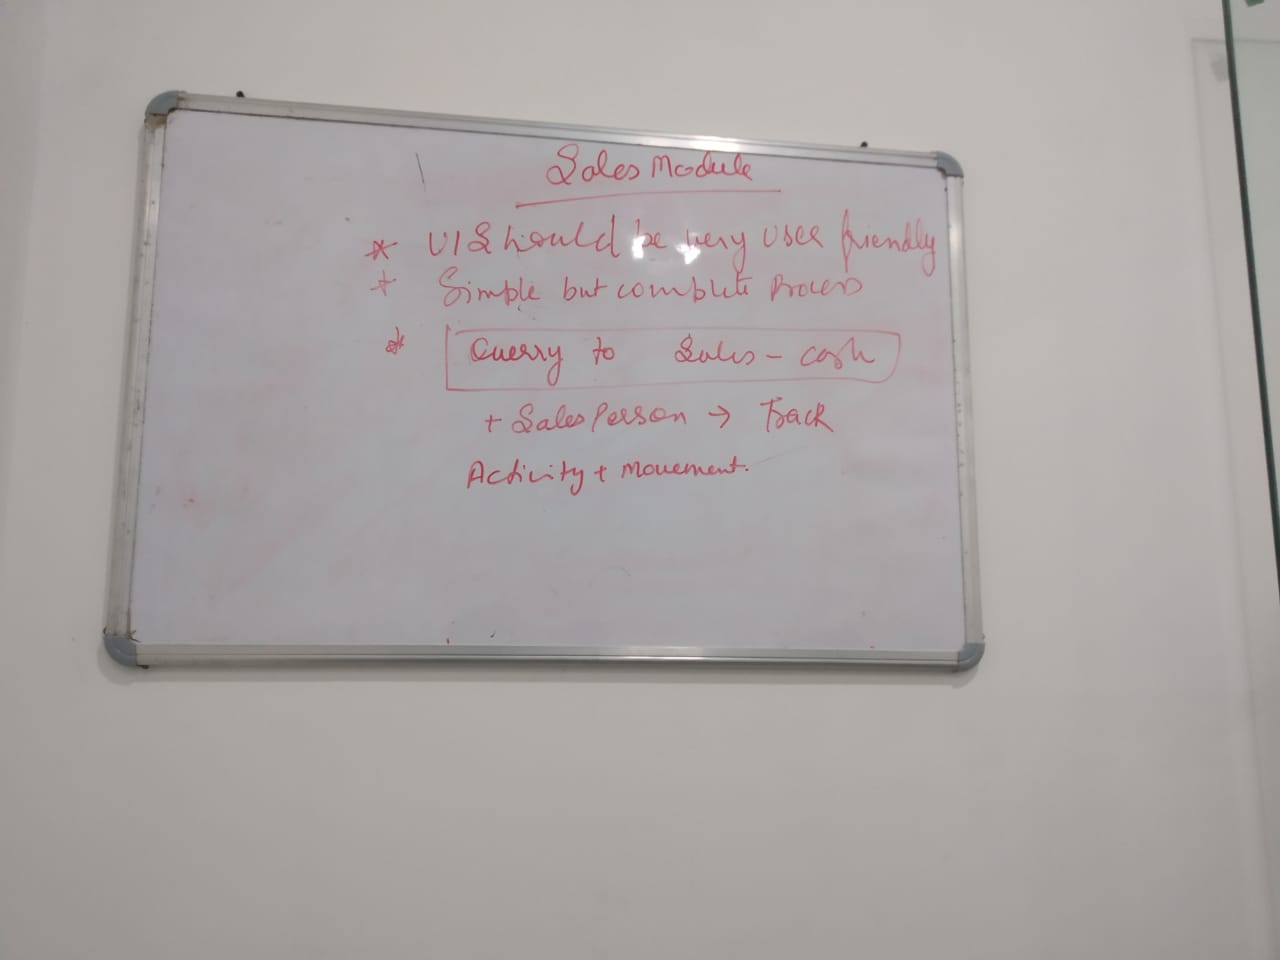 Sales Module
* UI Should be very user friendly
* Simple but complete Process
* Querry to Sales - cash
+ Sales Person → Track
Activity + Movement.